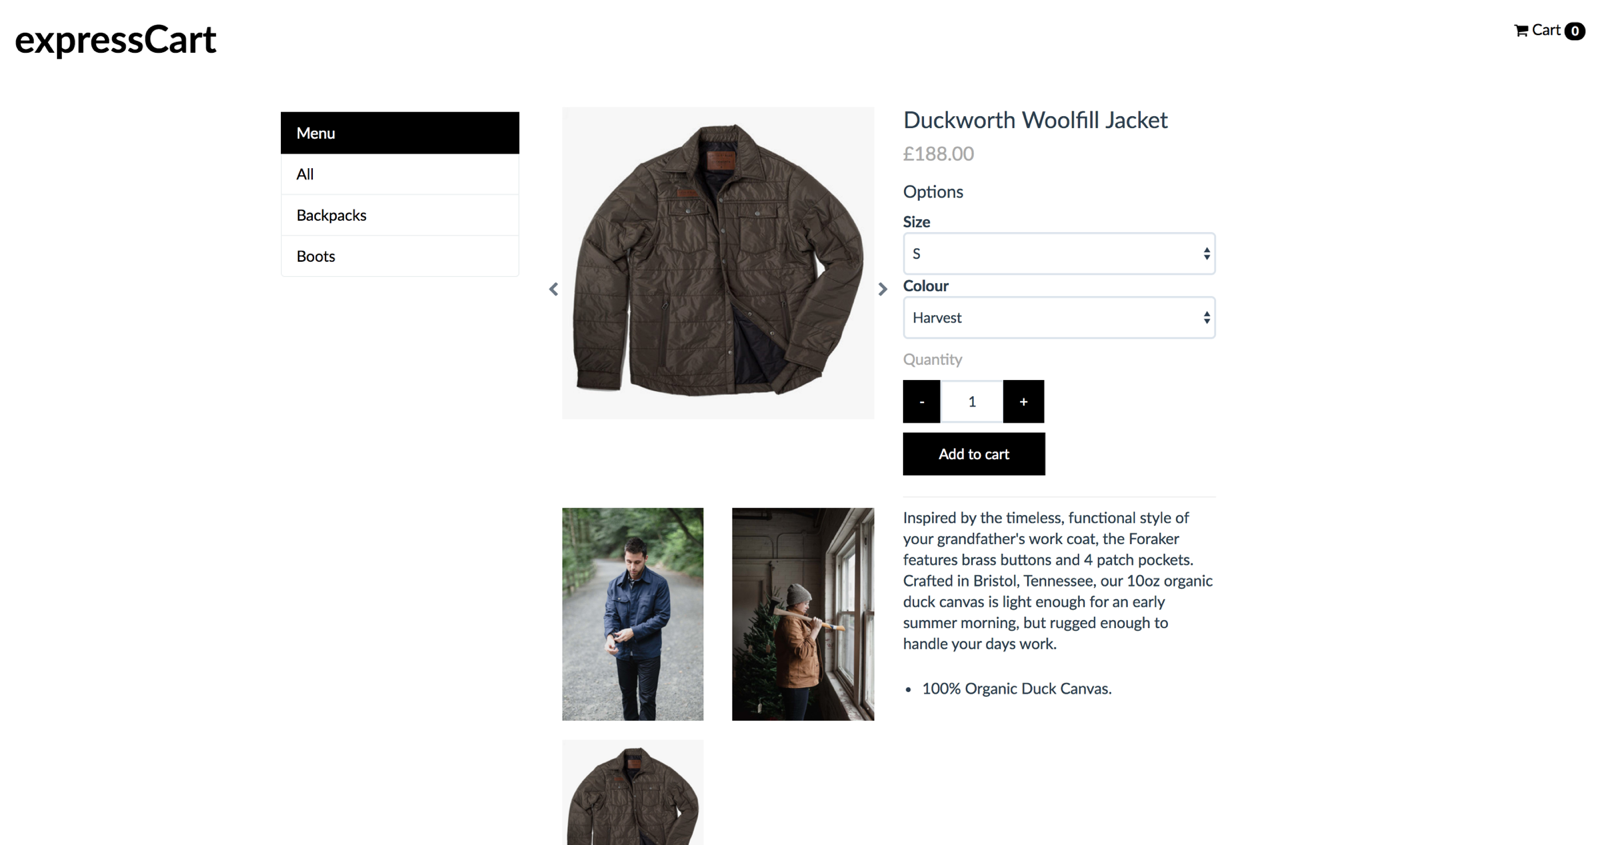 expressCart
Cart 0
Menu
All
Backpacks
Boots
Duckworth Woolfill Jacket
£188.00
Options
Size
S
Colour
Harvest
Quantity
- 1 +
Add to cart
Inspired by the timeless, functional style of
your grandfather's work coat, the Foraker
features brass buttons and 4 patch pockets.
Crafted in Bristol, Tennessee, our 10oz organic
duck canvas is light enough for an early
summer morning, but rugged enough to
handle your days work.
• 100% Organic Duck Canvas.